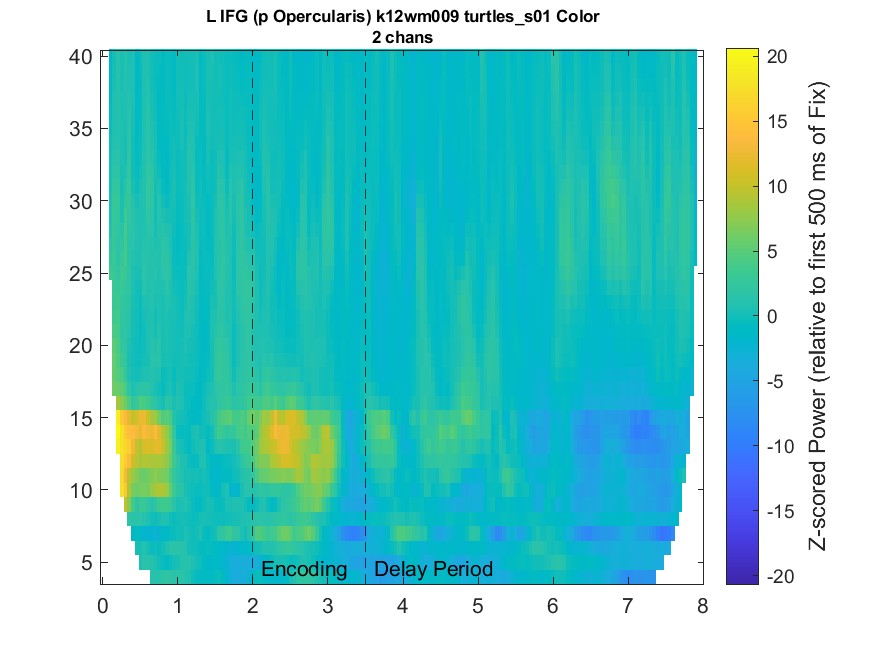 L IFG (p Opercularis) k12wm009 turtles_s01 Color
2 chans
40
35
30
25
20
15
10
5
0 1 2 3 4 5 6 7 8
Encoding
Delay Period
20
15
10
5
0
-5
-10
-15
-20
Z-scored Power (relative to first 500 ms of Fix)